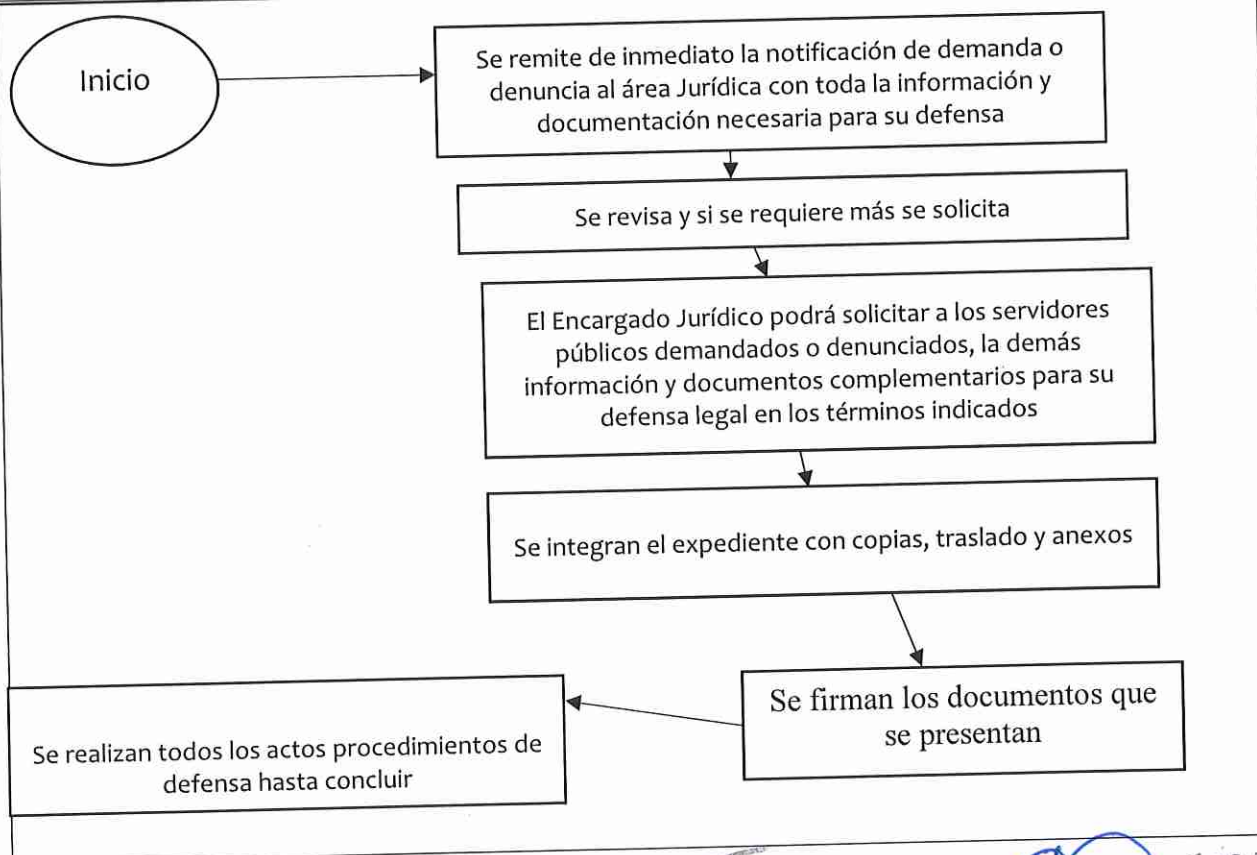 Inicio
Se remite de inmediato la notificación de demanda o
denuncia al área Jurídica con toda la información y
documentación necesaria para su defensa
Se revisa y si se requiere más se solicita
El Encargado Jurídico podrá solicitar a los servidores
públicos demandados o denunciados, la demás
información y documentos complementarios para su
defensa legal en los términos indicados
Se integran el expediente con copias, traslado y anexos
Se firman los documentos que
se presentan
Se realizan todos los actos procedimientos de
defensa hasta concluir